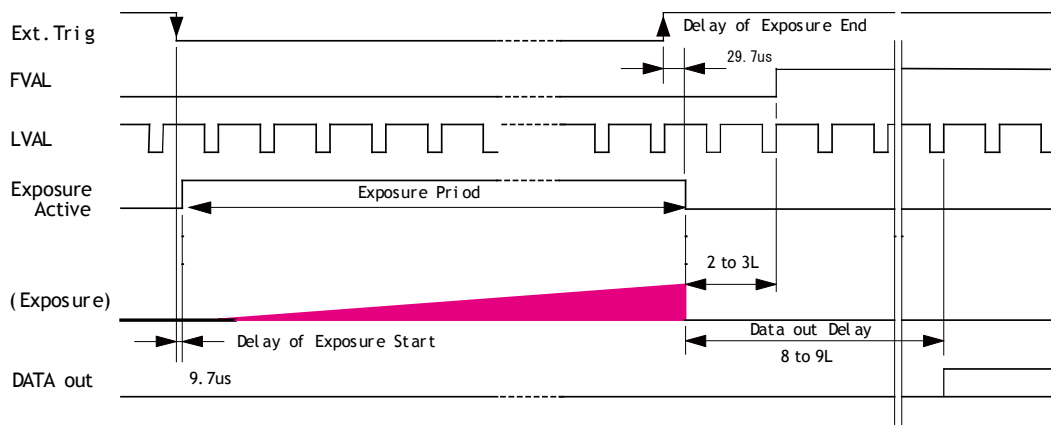 Ext.Trig
Delay of Exposure End
29.7us
FVAL
LVAL
Exposure
Active
Exposure Priod
2 to 3L
(Exposure)
Data out Delay
Delay of Exposure Start
8 to 9L
9.7us
DATA out